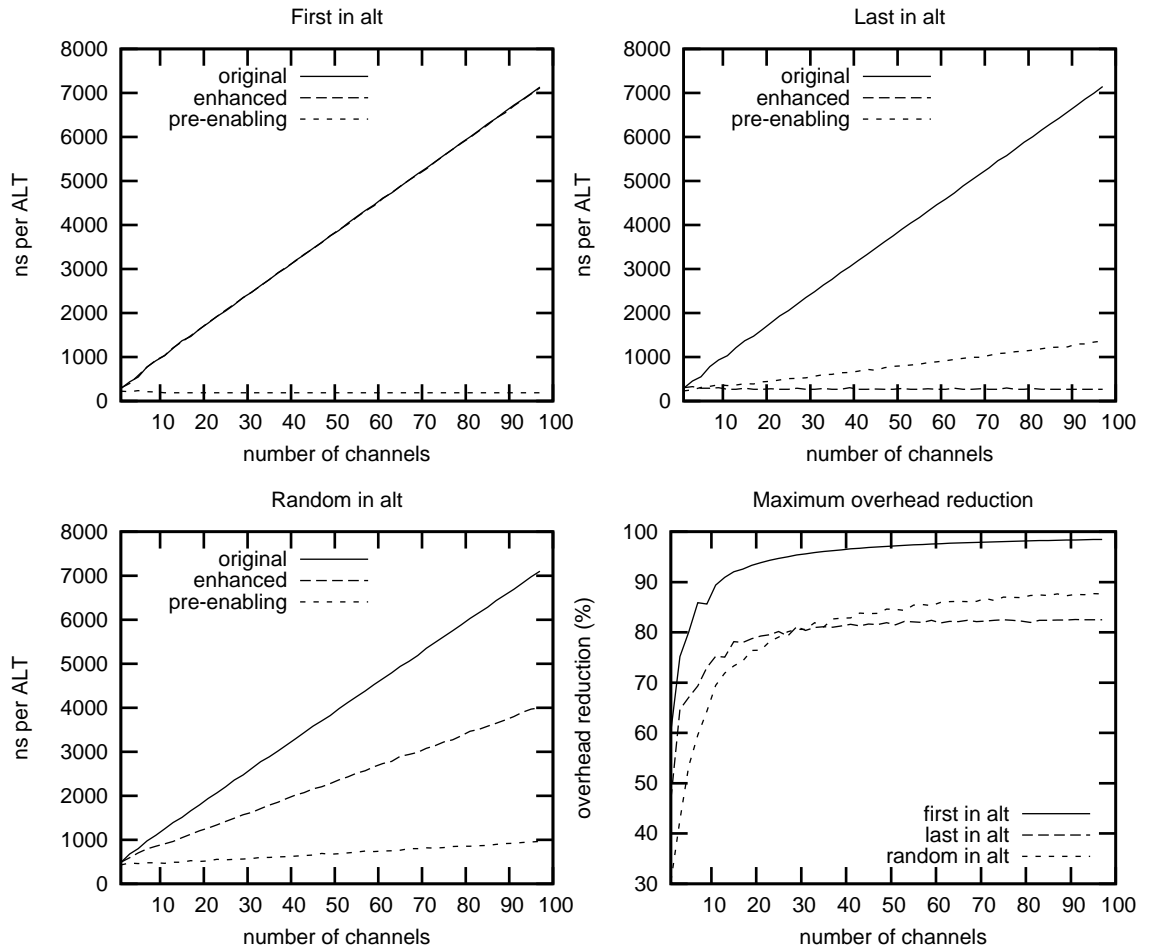 First in alt
8000
7000
6000
5000
4000
3000
2000
1000
0
ns per ALT
original
enhanced
pre-enabling
10 20 30 40 50 60 70 80 90 100
number of channels
Last in alt
8000
7000
6000
5000
4000
3000
2000
1000
0
ns per ALT
original
enhanced
pre-enabling
10 20 30 40 50 60 70 80 90 100
number of channels
Random in alt
8000
7000
6000
5000
4000
3000
2000
1000
0
ns per ALT
original
enhanced
pre-enabling
10 20 30 40 50 60 70 80 90 100
number of channels
Maximum overhead reduction
100
90
80
70
60
50
40
30
overhead reduction (%)
first in alt
last in alt
random in alt
10 20 30 40 50 60 70 80 90 100
number of channels